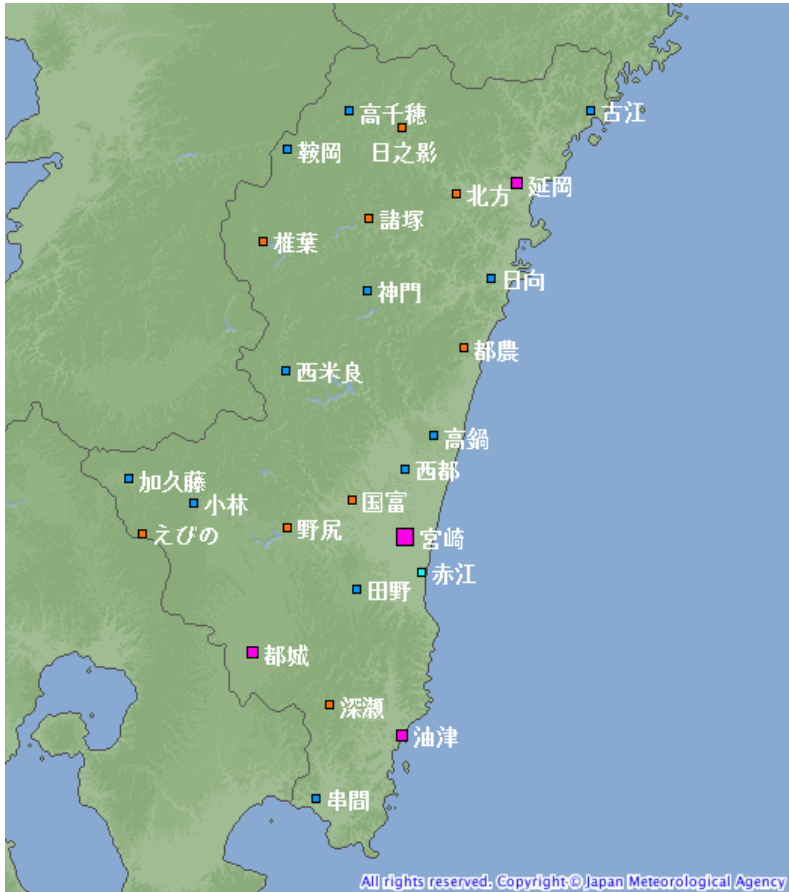 高千穂
古江
鞍岡
日之影
延岡
北方
諸塚
椎葉
日向
神門
都農
西米良
高鍋
西都
加久藤
小林
国富
えびの
野尻
宮崎
赤江
田野
都城
深瀬
油津
串間
All rights reserved. Copyright © Japan Meteorological Agency